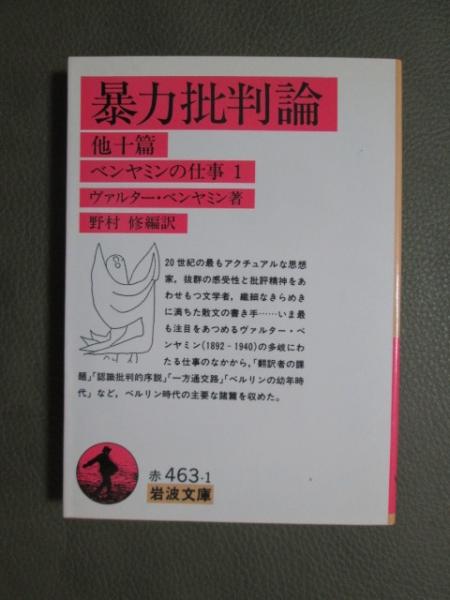 暴力批判論
他十篇
ベンヤミンの仕事 1
ヴァルター・ベンヤミン著
野村 修編訳
20世紀の最もアクチュアルな思想
家，抜群の感受性と批評精神をあ
わせもつ文学者，繊細なきらめき
に満ちた散文の書き手……いま最
も注目をあつめるヴァルター・ベ
ンヤミン(1892‐1940)の多岐にわ
たる仕事のなかから，「翻訳者の課
題」「認識批判的序説」「一方通交路」「ベルリンの幼年時
代」など，ベルリン時代の主要な諸篇を収めた。
赤 463-1
岩波文庫